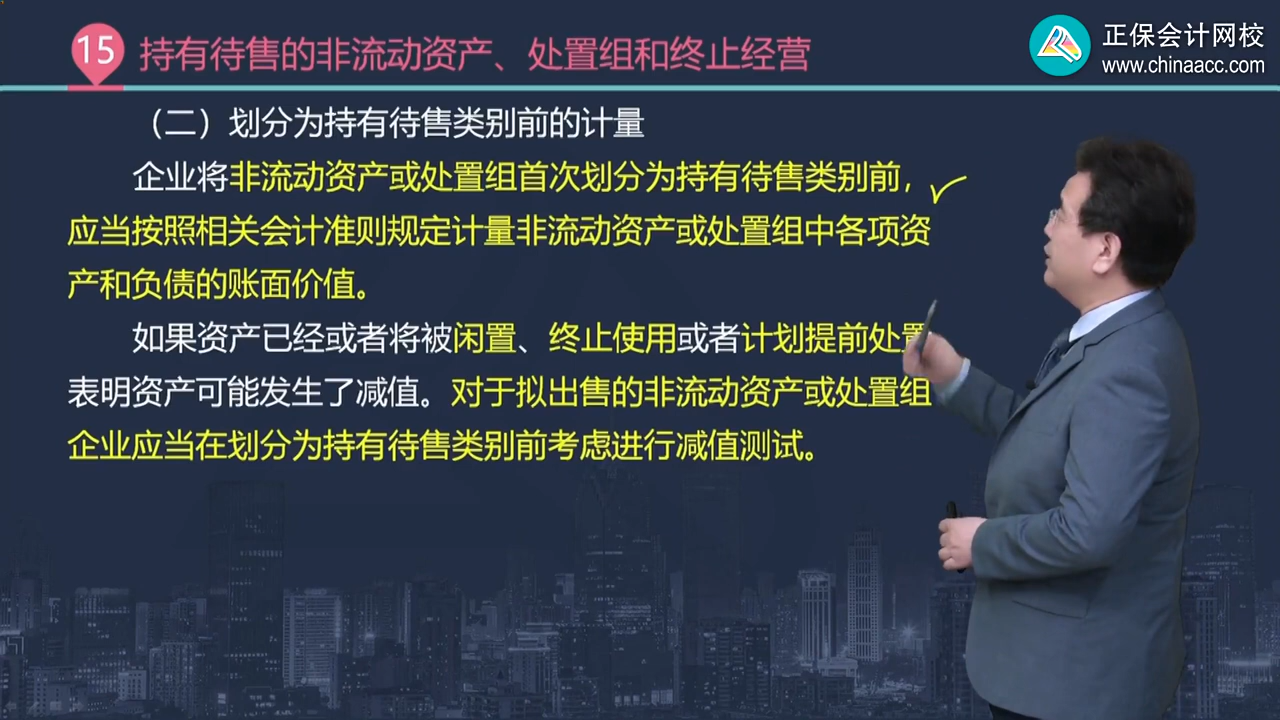 15 持有待售的非流动资产、处置组和终止经营
正保会计网校
www.chinaacc.com
（二）划分为持有待售类别前的计量
企业将非流动资产或处置组首次划分为持有待售类别前，
应当按照相关会计准则规定计量非流动资产或处置组中各项资
产和负债的账面价值。
如果资产已经或者将被闲置、终止使用或者计划提前处置
表明资产可能发生了减值。对于拟出售的非流动资产或处置组
企业应当在划分为持有待售类别前考虑进行减值测试。